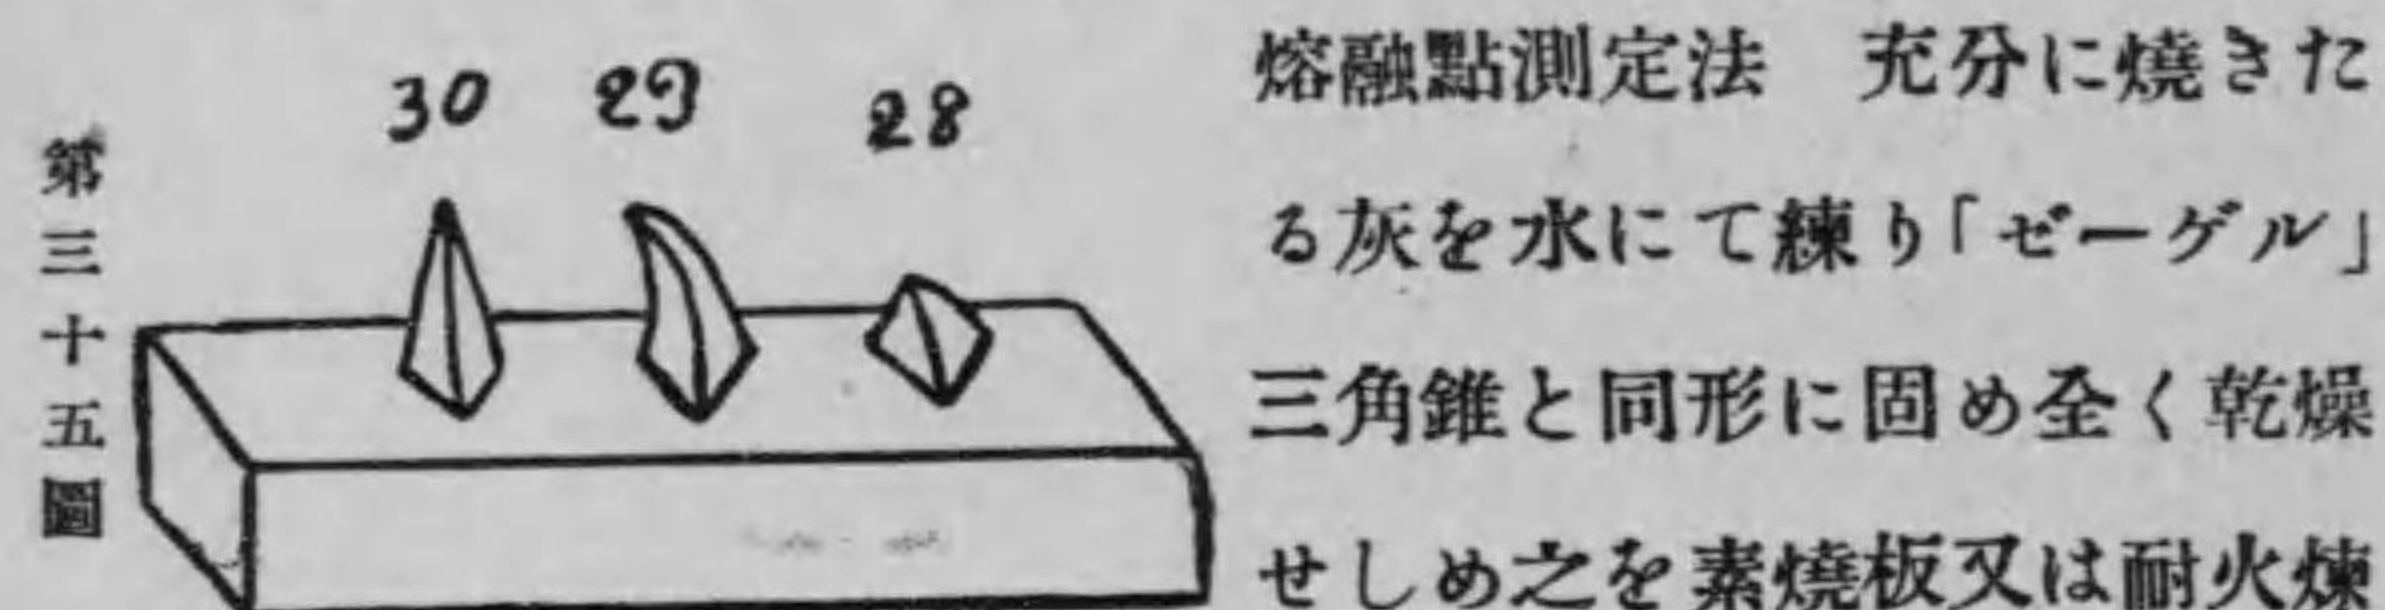 第三十五圖
30 29 28
熔融點測定法　充分に燒きた
る灰を水にて練り「ゼーゲル」
三角錐と同形に固め全く乾燥
せしめ之を素燒板又は耐火煉